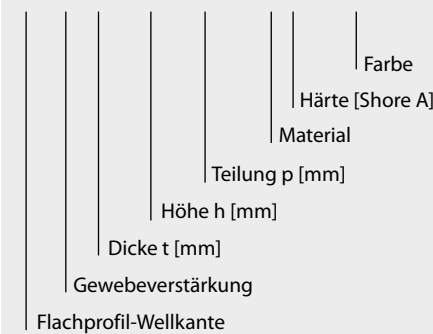 Farbe
Härte [Shore A]
Material
Teilung p [mm]
Höhe h [mm]
Dicke t [mm]
Gewebeverstärkung
Flachprofil-Wellkante